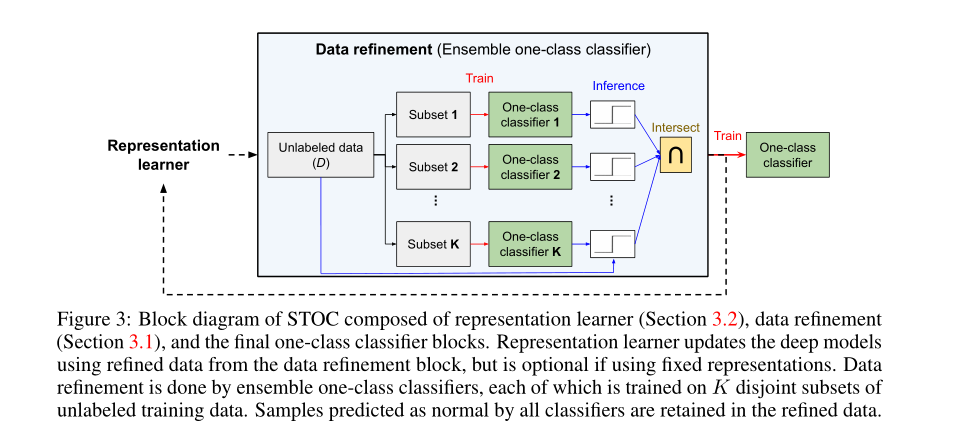 Data refinement (Ensemble one-class classifier)
Train
Inference
Subset 1
One-class
classifier 1
Intersect
Train
Representation
learner
Unlabeled data
(D)
Subset 2
One-class
classifier 2
∩
One-class
classifier
⋮
⋮
Subset K
One-class
classifier K
Figure 3: Block diagram of STOC composed of representation learner (Section 3.2), data refinement
(Section 3.1), and the final one-class classifier blocks. Representation learner updates the deep models
using refined data from the data refinement block, but is optional if using fixed representations. Data
refinement is done by ensemble one-class classifiers, each of which is trained on K disjoint subsets of
unlabeled training data. Samples predicted as normal by all classifiers are retained in the refined data.